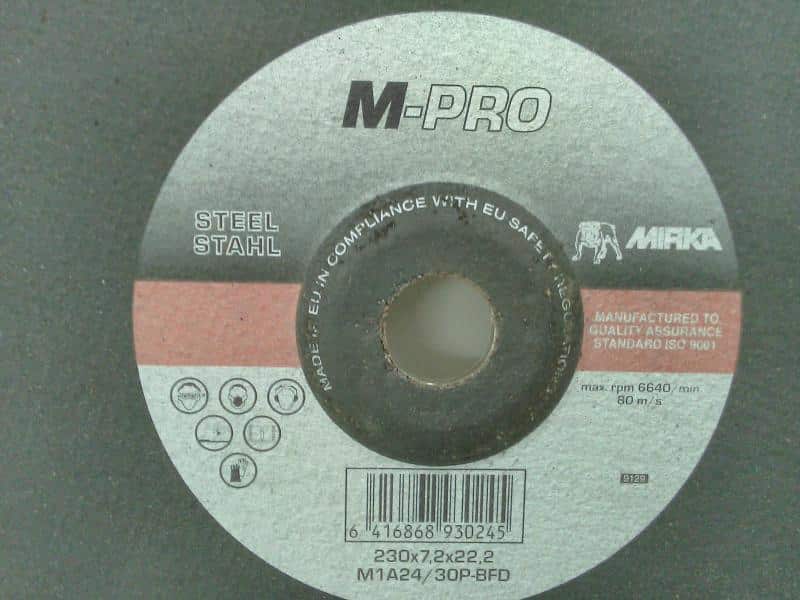 M-PRO
STEEL
STAHL
MADE IN EU IN COMPLIANCE WITH EU SAFETY REGULATIONS
MIRKA
MANUFACTURED TO
QUALITY ASSURANCE
STANDARD ISO 9001
max. rpm 6640/min.
80 m/s
9129
6 416868 930245
230x7,2x22,2
M1A24/30P-BFD